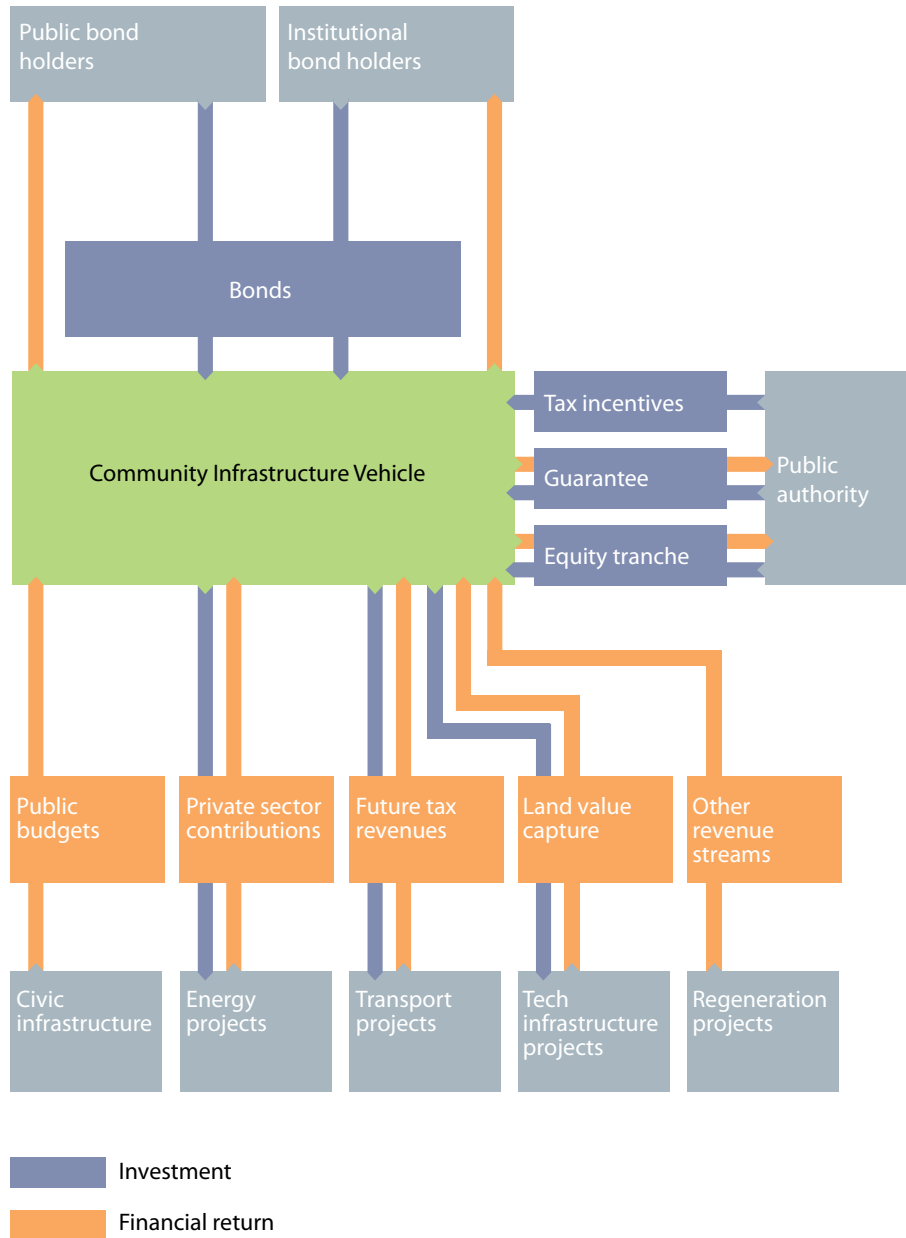 Public bond
holders
Institutional
bond holders
Bonds
Community Infrastructure Vehicle
Tax incentives
Guarantee
Equity tranche
Public
authority
Public
budgets
Private sector
contributions
Future tax
revenues
Land value
capture
Other
revenue
streams
Civic
infrastructure
Energy
projects
Transport
projects
Tech
infrastructure
projects
Regeneration
projects
Investment
Financial return